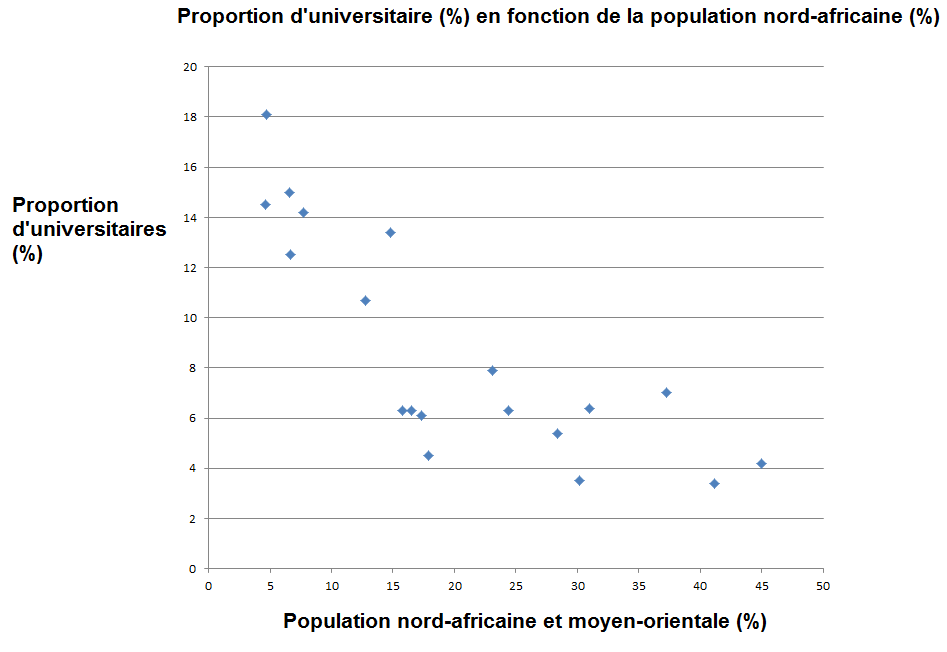 Proportion d'universitaire (%) en fonction de la population nord-africaine (%)
20
18
16
Proportion
d'universitaires
(%)
14
12
10
8
6
4
2
0
0 5 10 15 20 25 30 35 40 45 50
Population nord-africaine et moyen-orientale (%)